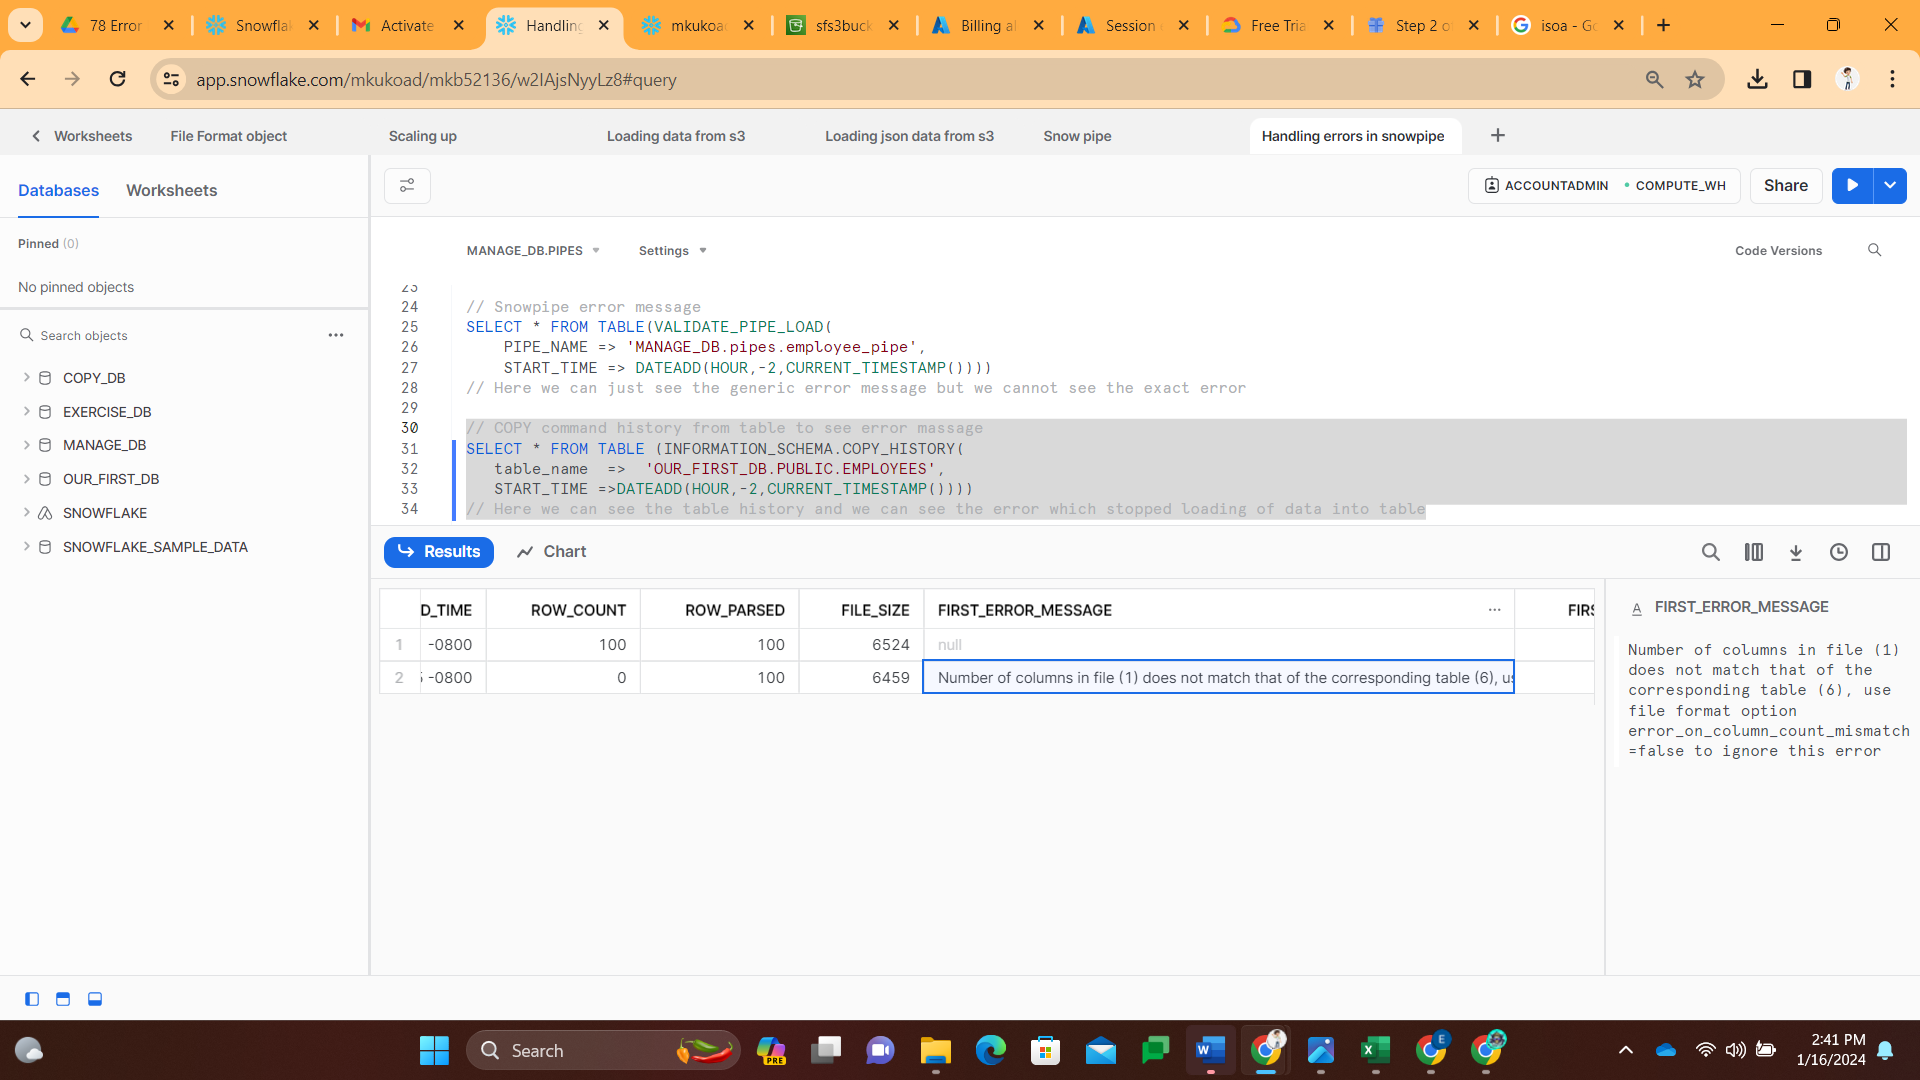 78 Error
Snowflak
Activate
Handling
mkukoad
sfs3buck
Billing al
Session
Free Tria
Step 2 o
isoa - Go
app.snowflake.com/mkukoad/mkb52136/w2IAjsNyyLz8#query
Worksheets
File Format object
Scaling up
Loading data from s3
Loading json data from s3
Snow pipe
Handling errors in snowpipe
Databases
Worksheets
ACCOUNTADMIN
COMPUTE_WH
Share
Pinned (0)
No pinned objects
Search objects
COPY_DB
EXERCISE_DB
MANAGE_DB
OUR_FIRST_DB
SNOWFLAKE
SNOWFLAKE_SAMPLE_DATA
MANAGE_DB.PIPES
Settings
Code Versions
23
24 // Snowpipe error message
25 SELECT * FROM TABLE(VALIDATE_PIPE_LOAD(
26 PIPE_NAME => 'MANAGE_DB.pipes.employee_pipe',
27 START_TIME => DATEADD(HOUR,-2,CURRENT_TIMESTAMP())))
28 // Here we can just see the generic error message but we cannot see the exact error
29
30 // COPY command history from table to see error massage
31 SELECT * FROM TABLE (INFORMATION_SCHEMA.COPY_HISTORY(
32 table_name => 'OUR_FIRST_DB.PUBLIC.EMPLOYEES',
33 START_TIME =>DATEADD(HOUR,-2,CURRENT_TIMESTAMP())))
34 // Here we can see the table history and we can see the error which stopped loading of data into table
Results
Chart
D_TIME ROW_COUNT ROW_PARSED FILE_SIZE FIRST_ERROR_MESSAGE ... FIRS
1 -0800 100 100 6524 null
2 -0800 0 100 6459 Number of columns in file (1) does not match that of the corresponding table (6), us
A FIRST_ERROR_MESSAGE
Number of columns in file (1)
does not match that of the
corresponding table (6), use
file format option
error_on_column_count_mismatch
=false to ignore this error
Search
PRE
E
2:41 PM
1/16/2024